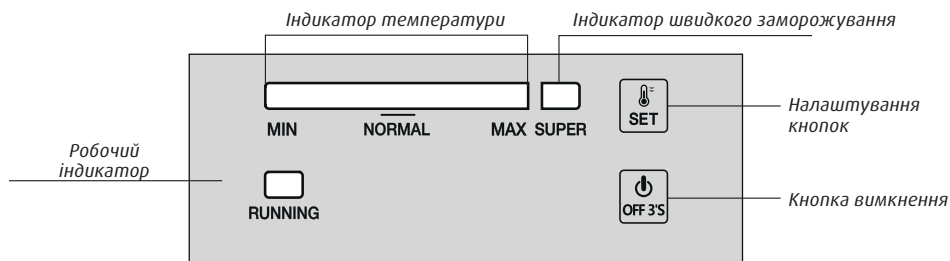 Індикатор температури
Індикатор швидкого заморожування
MIN
NORMAL
MAX SUPER
SET
Налаштування
кнопок
Робочий
індикатор
RUNNING
OFF 3'S
Кнопка вимкнення